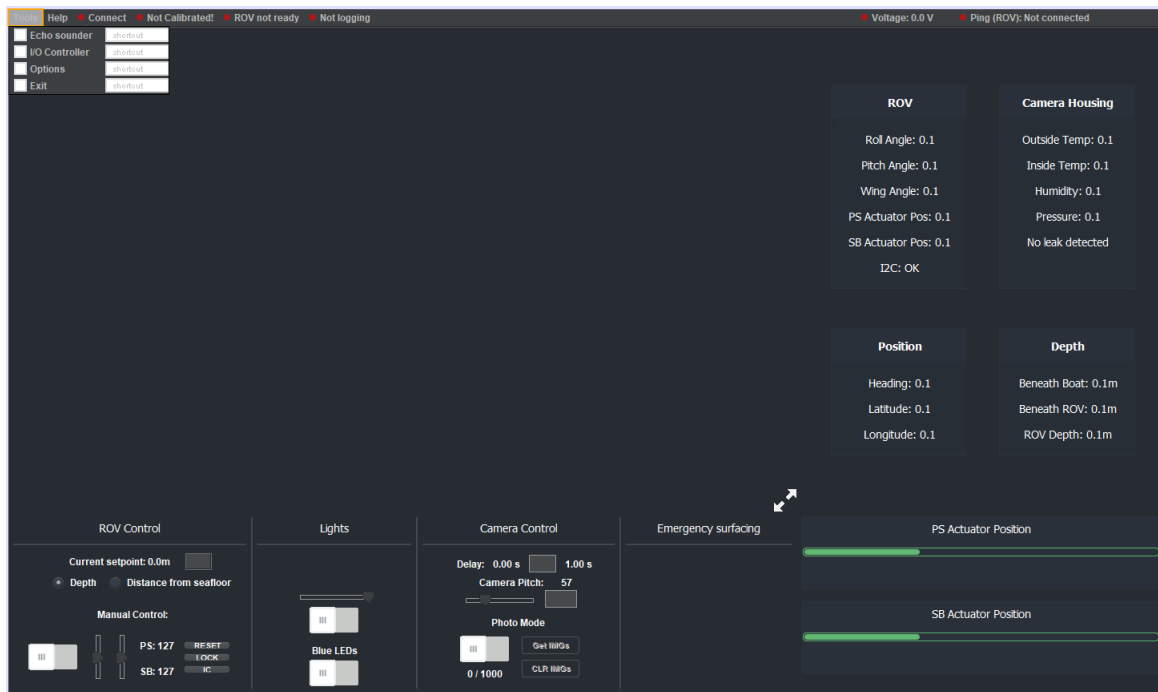 Tools Help Connect Not Calibrated! ROV not ready Not logging Voltage: 0.0 V Ping (ROV): Not connected
Echo sounder shortcut
I/O Controller shortcut
Options shortcut
Exit shortcut
ROV
Roll Angle: 0.1
Pitch Angle: 0.1
Wing Angle: 0.1
PS Actuator Pos: 0.1
SB Actuator Pos: 0.1
I2C: OK
Camera Housing
Outside Temp: 0.1
Inside Temp: 0.1
Humidity: 0.1
Pressure: 0.1
No leak detected
Position
Heading: 0.1
Latitude: 0.1
Longitude: 0.1
Depth
Beneath Boat: 0.1m
Beneath ROV: 0.1m
ROV Depth: 0.1m
ROV Control
Current setpoint: 0.0m
Depth Distance from seafloor
Manual Control:
PS: 127 RESET
LOCK
SB: 127 IC
Lights
Blue LEDs
Camera Control
Delay: 0.00 s 1.00 s
Camera Pitch: 57
Photo Mode
Get IMGs
0 / 1000 CLR IMGs
Emergency surfacing
PS Actuator Position
SB Actuator Position